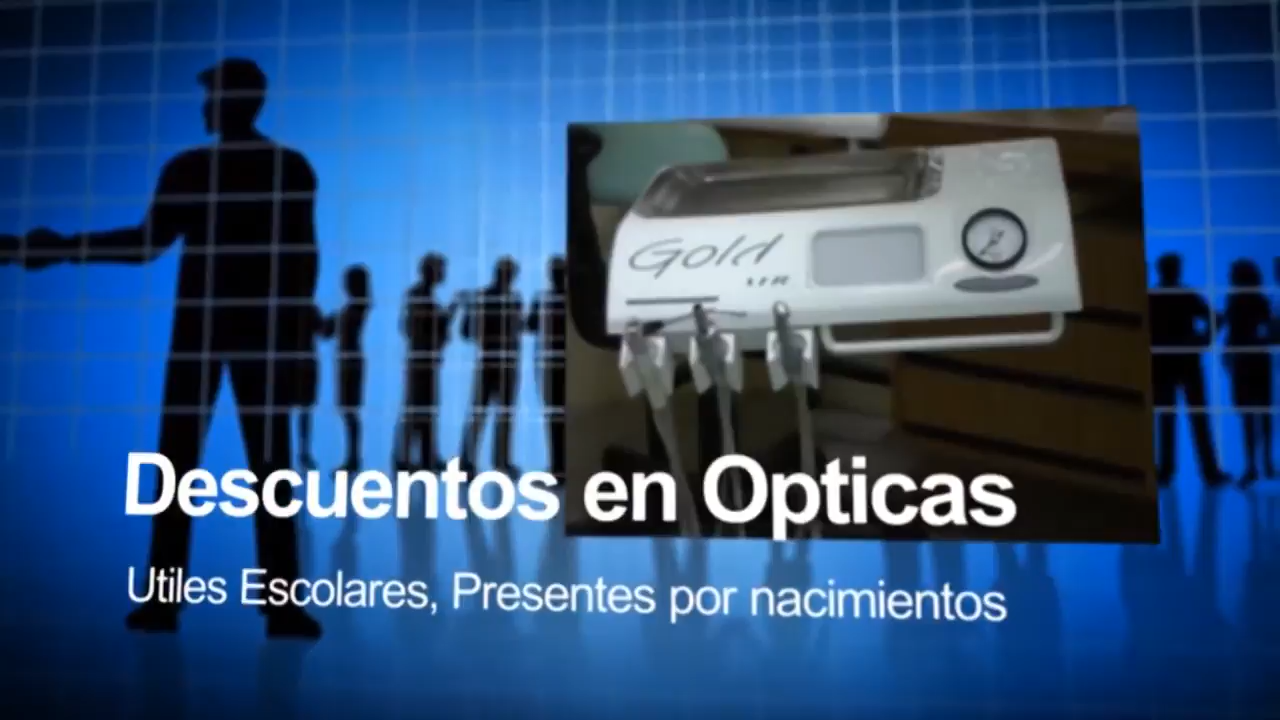 Gold
Descuentos en Opticas
Utiles Escolares, Presentes por nacimientos